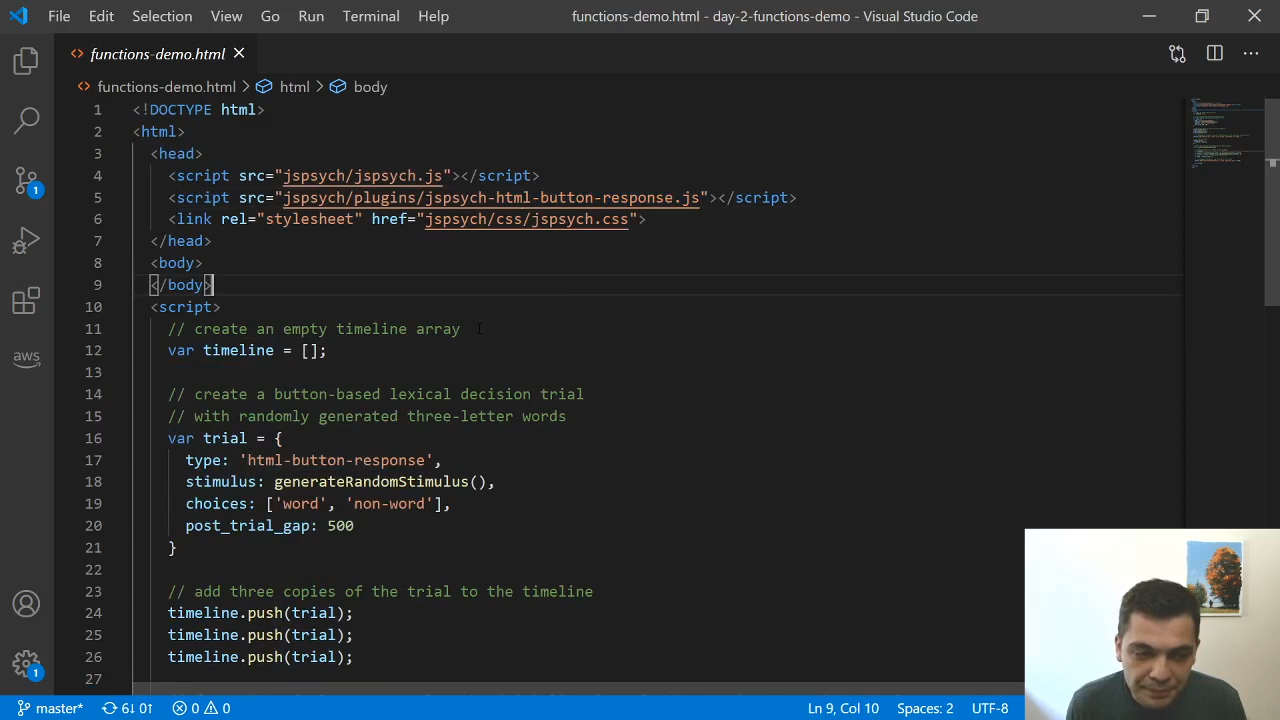 File Edit Selection View Go Run Terminal Help functions-demo.html - day-2-functions-demo - Visual Studio Code
functions-demo.html
functions-demo.html > html > body
1 <!DOCTYPE html>
2 <html>
3 <head>
4 <script src="jspsych/jspsych.js"></script>
5 <script src="jspsych/plugins/jspsych-html-button-response.js"></script>
6 <link rel="stylesheet" href="jspsych/css/jspsych.css">
7 </head>
8 <body>
9 </body>
10 <script>
11 // create an empty timeline array
12 var timeline = [];
13
14 // create a button-based lexical decision trial
15 // with randomly generated three-letter words
16 var trial = {
17 type: 'html-button-response',
18 stimulus: generateRandomStimulus(),
19 choices: ['word', 'non-word'],
20 post_trial_gap: 500
21 }
22
23 // add three copies of the trial to the timeline
24 timeline.push(trial);
25 timeline.push(trial);
26 timeline.push(trial);
27
aws
1
1
master* 6↓ 0↑ 0 0 Ln 9, Col 10 Spaces: 2 UTF-8